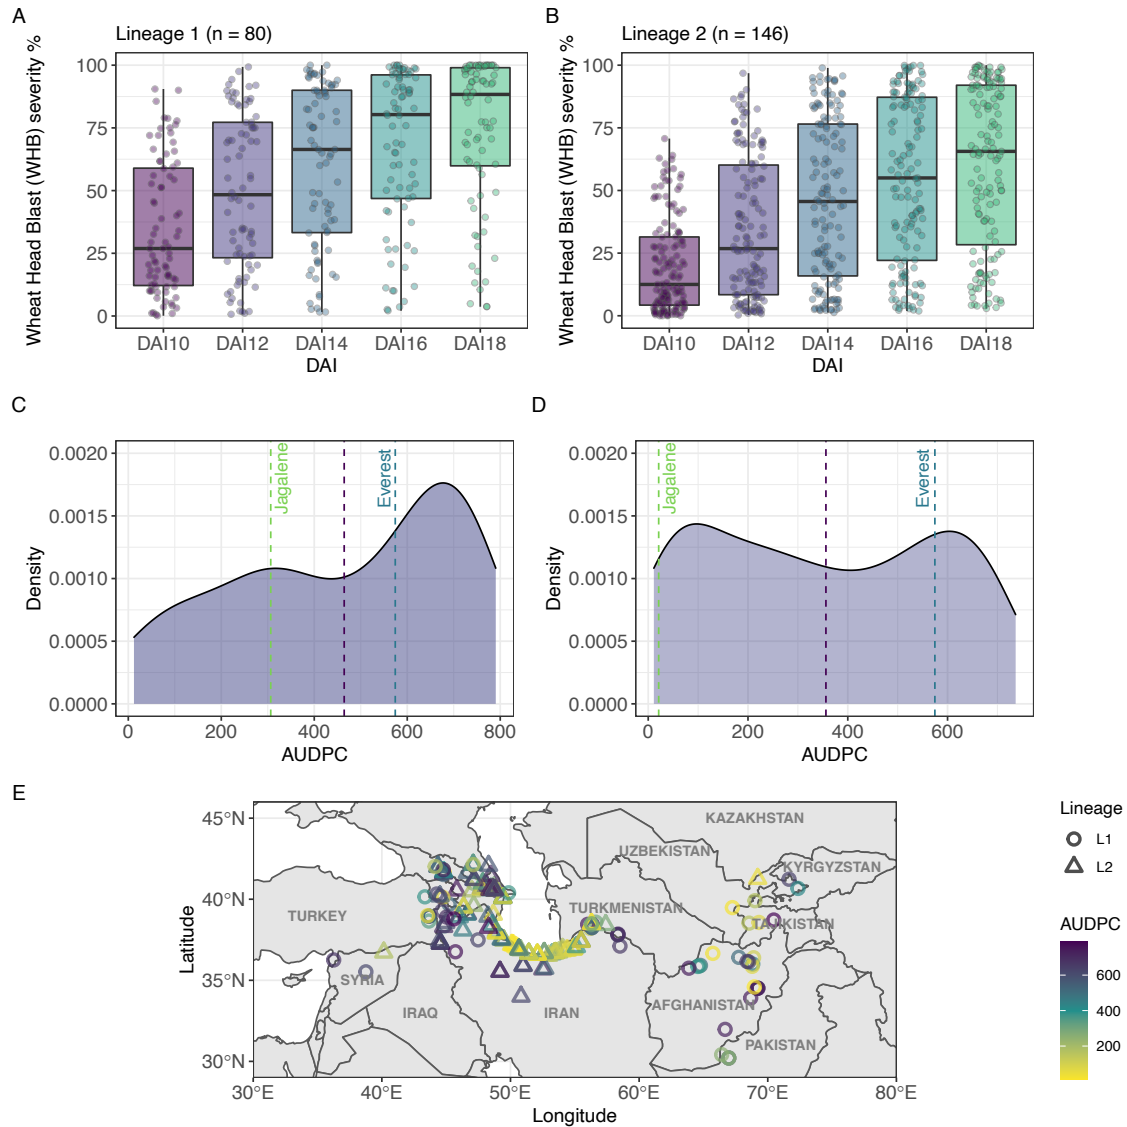 A
Lineage 1 (n = 80)
Wheat Head Blast (WHB) severity %
100
75
50
25
0
DAI10 DAI12 DAI14 DAI16 DAI18
DAI
B
Lineage 2 (n = 146)
Wheat Head Blast (WHB) severity %
100
75
50
25
0
DAI10 DAI12 DAI14 DAI16 DAI18
DAI
C
Density
0.0020
0.0015
0.0010
0.0005
0.0000
Jagalene
Everest
0 200 400 600 800
AUDPC
D
Density
0.0020
0.0015
0.0010
0.0005
0.0000
Jagalene
Everest
0 200 400 600
AUDPC
E
Latitude
45°N
40°N
35°N
30°N
KAZAKHSTAN
UZBEKISTAN
KYRGYZSTAN
TURKEY
TURKMENISTAN
TAJIKISTAN
SYRIA
AFGHANISTAN
IRAQ
IRAN
PAKISTAN
30°E 40°E 50°E 60°E 70°E 80°E
Longitude
Lineage
L1
L2
AUDPC
600
400
200